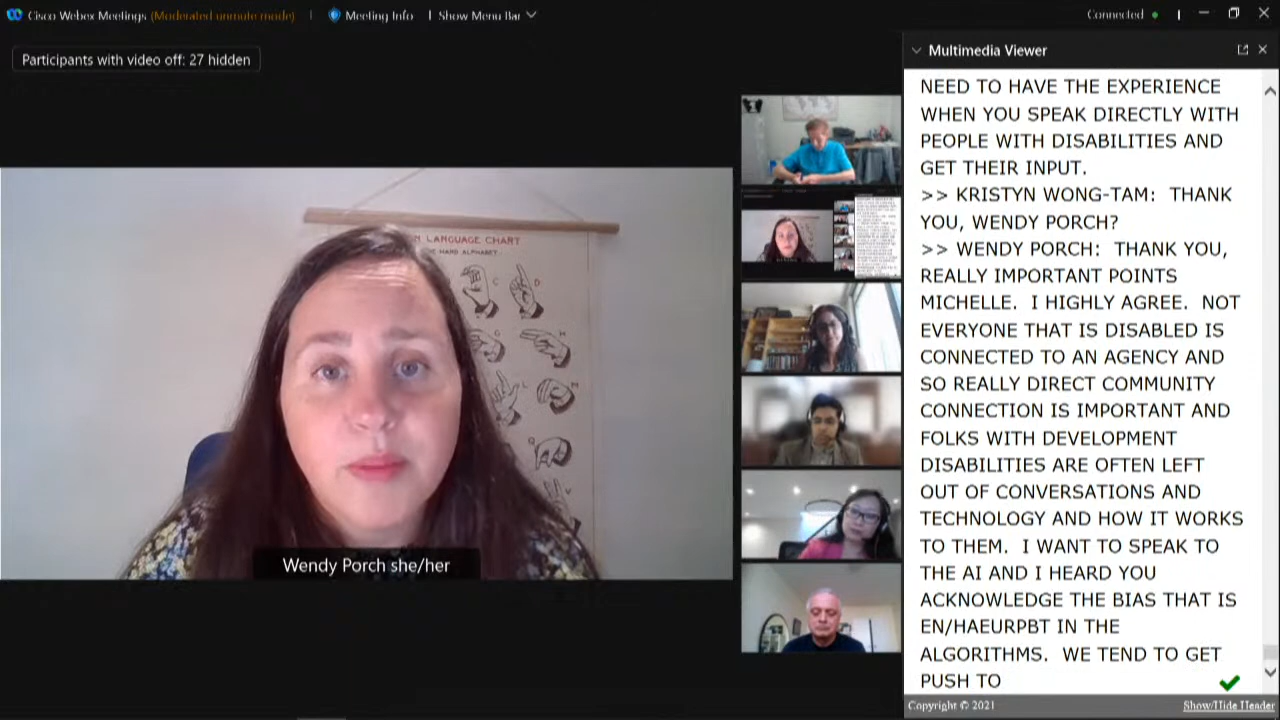 Cisco Webex Meetings (Moderated unmute mode) | Meeting Info | Show Menu Bar
Connected
Participants with video off: 27 hidden
Multimedia Viewer
LANGUAGE CHART
HAND ALPHABET
C D
G H
L M
Q
Wendy Porch she/her
NEED TO HAVE THE EXPERIENCE
WHEN YOU SPEAK DIRECTLY WITH
PEOPLE WITH DISABILITIES AND
GET THEIR INPUT.
>> KRISTYN WONG-TAM: THANK
YOU, WENDY PORCH?
>> WENDY PORCH: THANK YOU,
REALLY IMPORTANT POINTS
MICHELLE. I HIGHLY AGREE. NOT
EVERYONE THAT IS DISABLED IS
CONNECTED TO AN AGENCY AND
SO REALLY DIRECT COMMUNITY
CONNECTION IS IMPORTANT AND
FOLKS WITH DEVELOPMENT
DISABILITIES ARE OFTEN LEFT
OUT OF CONVERSATIONS AND
TECHNOLOGY AND HOW IT WORKS
TO THEM. I WANT TO SPEAK TO
THE AI AND I HEARD YOU
ACKNOWLEDGE THE BIAS THAT IS
EN/HAEURPBT IN THE
ALGORITHMS. WE TEND TO GET
PUSH TO
Copyright © 2021
Show/Hide Header